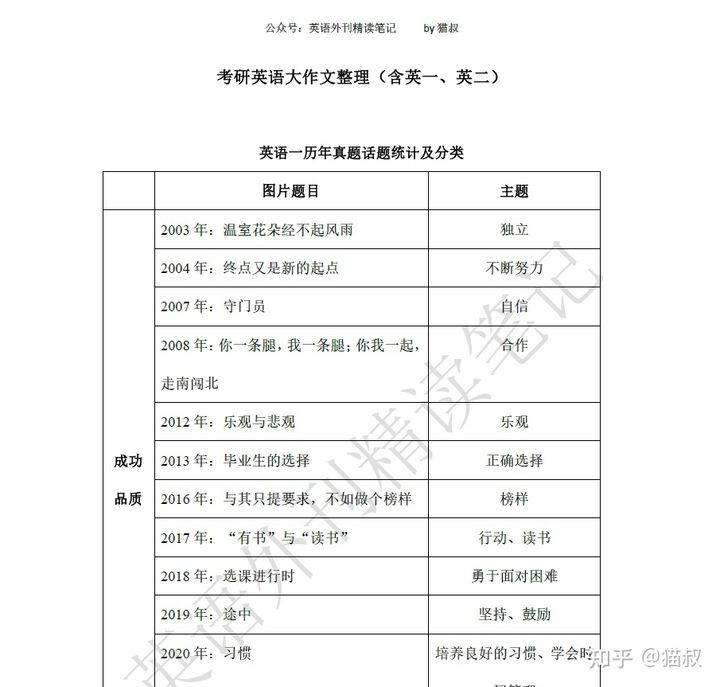 公众号：英语外刊精读笔记 by 猫叔
考研英语大作文整理（含英一、英二）
英语一历年真题话题统计及分类
图片题目 主题
2003 年：温室花朵经不起风雨 独立
2004 年：终点又是新的起点 不断努力
2007 年：守门员 自信
2008 年：你一条腿，我一条腿；你我一起， 合作
走南闯北
2012 年：乐观与悲观 乐观
成功
2013 年：毕业生的选择 正确选择
品质
2016 年：与其只提要求，不如做个榜样 榜样
2017 年：“有书”与“读书” 行动、读书
2018 年：选课进行时 勇于面对困难
2019 年：途中 坚持、鼓励
2020 年：习惯 培养良好的习惯、学会时
间管理
英语外刊精读笔记
知乎 @猫叔